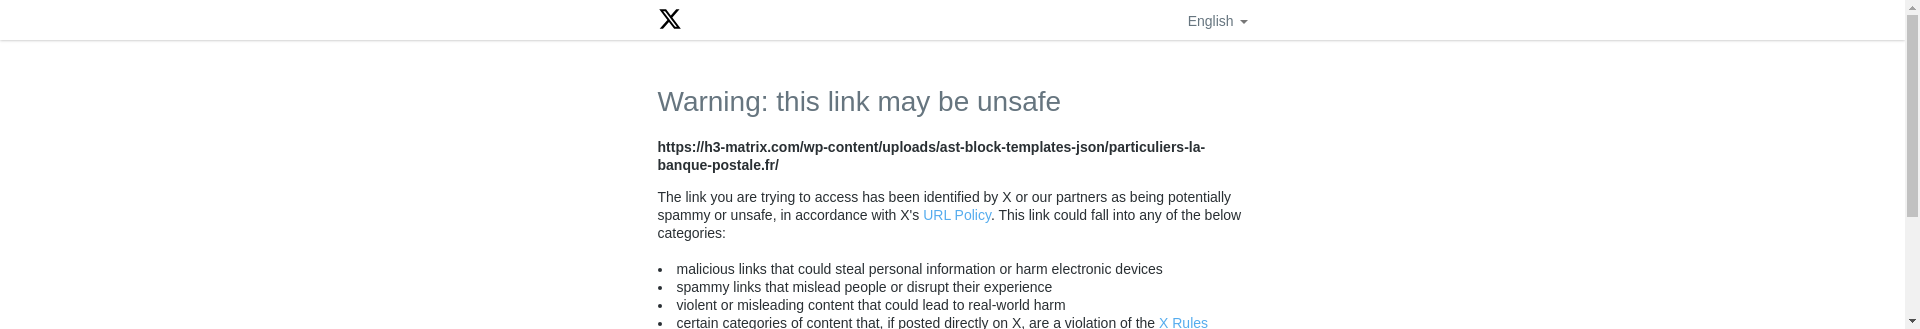 English
Warning: this link may be unsafe
https://h3-matrix.com/wp-content/uploads/ast-block-templates-json/particuliers-la-
banque-postale.fr/
The link you are trying to access has been identified by X or our partners as being potentially
spammy or unsafe, in accordance with X's URL Policy. This link could fall into any of the below
categories:
• malicious links that could steal personal information or harm electronic devices
• spammy links that mislead people or disrupt their experience
• violent or misleading content that could lead to real-world harm
• certain categories of content that, if posted directly on X, are a violation of the X Rules